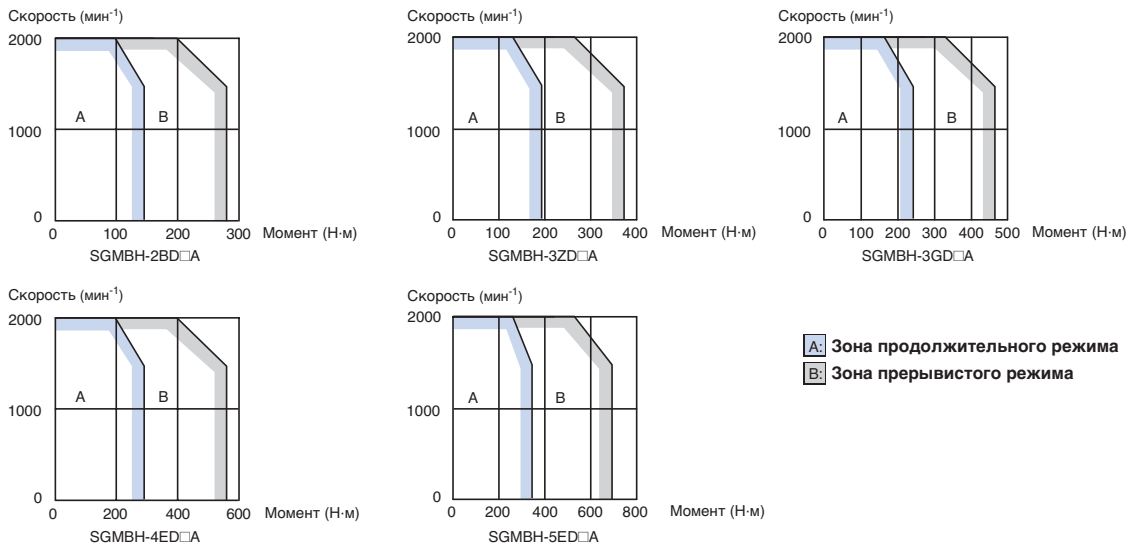 Скорость (мин⁻¹)
2000
1000
0
A
B
0 100 200 300 Момент (Н·м)
SGMBH-2BD□A
Скорость (мин⁻¹)
2000
1000
0
A
B
0 100 200 300 400 Момент (Н·м)
SGMBH-3ZD□A
Скорость (мин⁻¹)
2000
1000
0
A
B
0 100 200 300 400 500 Момент (Н·м)
SGMBH-3GD□A
Скорость (мин⁻¹)
2000
1000
0
A
B
0 200 400 600 Момент (Н·м)
SGMBH-4ED□A
Скорость (мин⁻¹)
2000
1000
0
A
B
0 200 400 600 800 Момент (Н·м)
SGMBH-5ED□A
A: Зона продолжительного режима
B: Зона прерывистого режима